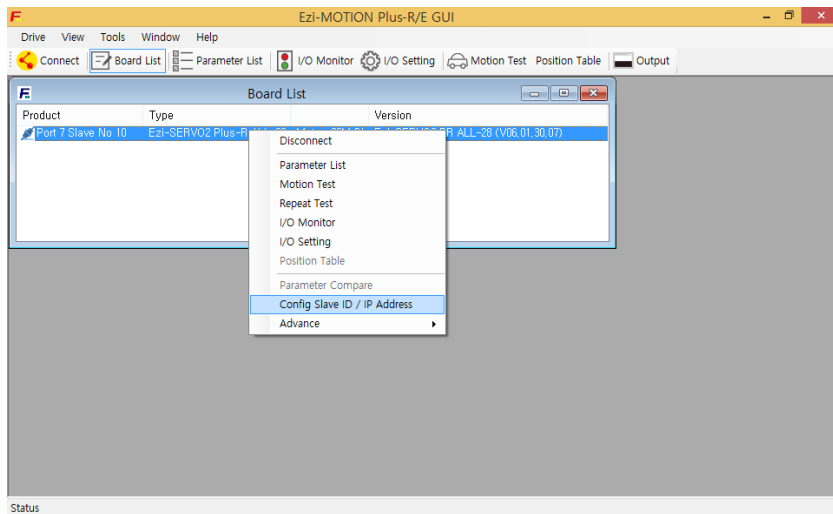 Ezi-MOTION Plus-R/E GUI
Drive View Tools Window Help
Connect Board List Parameter List I/O Monitor I/O Setting Motion Test Position Table Output
Board List
Product Type Version
Port 7 Slave No 10 Ezi-SERVO2 Plus-R ALL-28 (V06,01,30,07)
Disconnect
Parameter List
Motion Test
Repeat Test
I/O Monitor
I/O Setting
Position Table
Parameter Compare
Config Slave ID / IP Address
Advance
Status